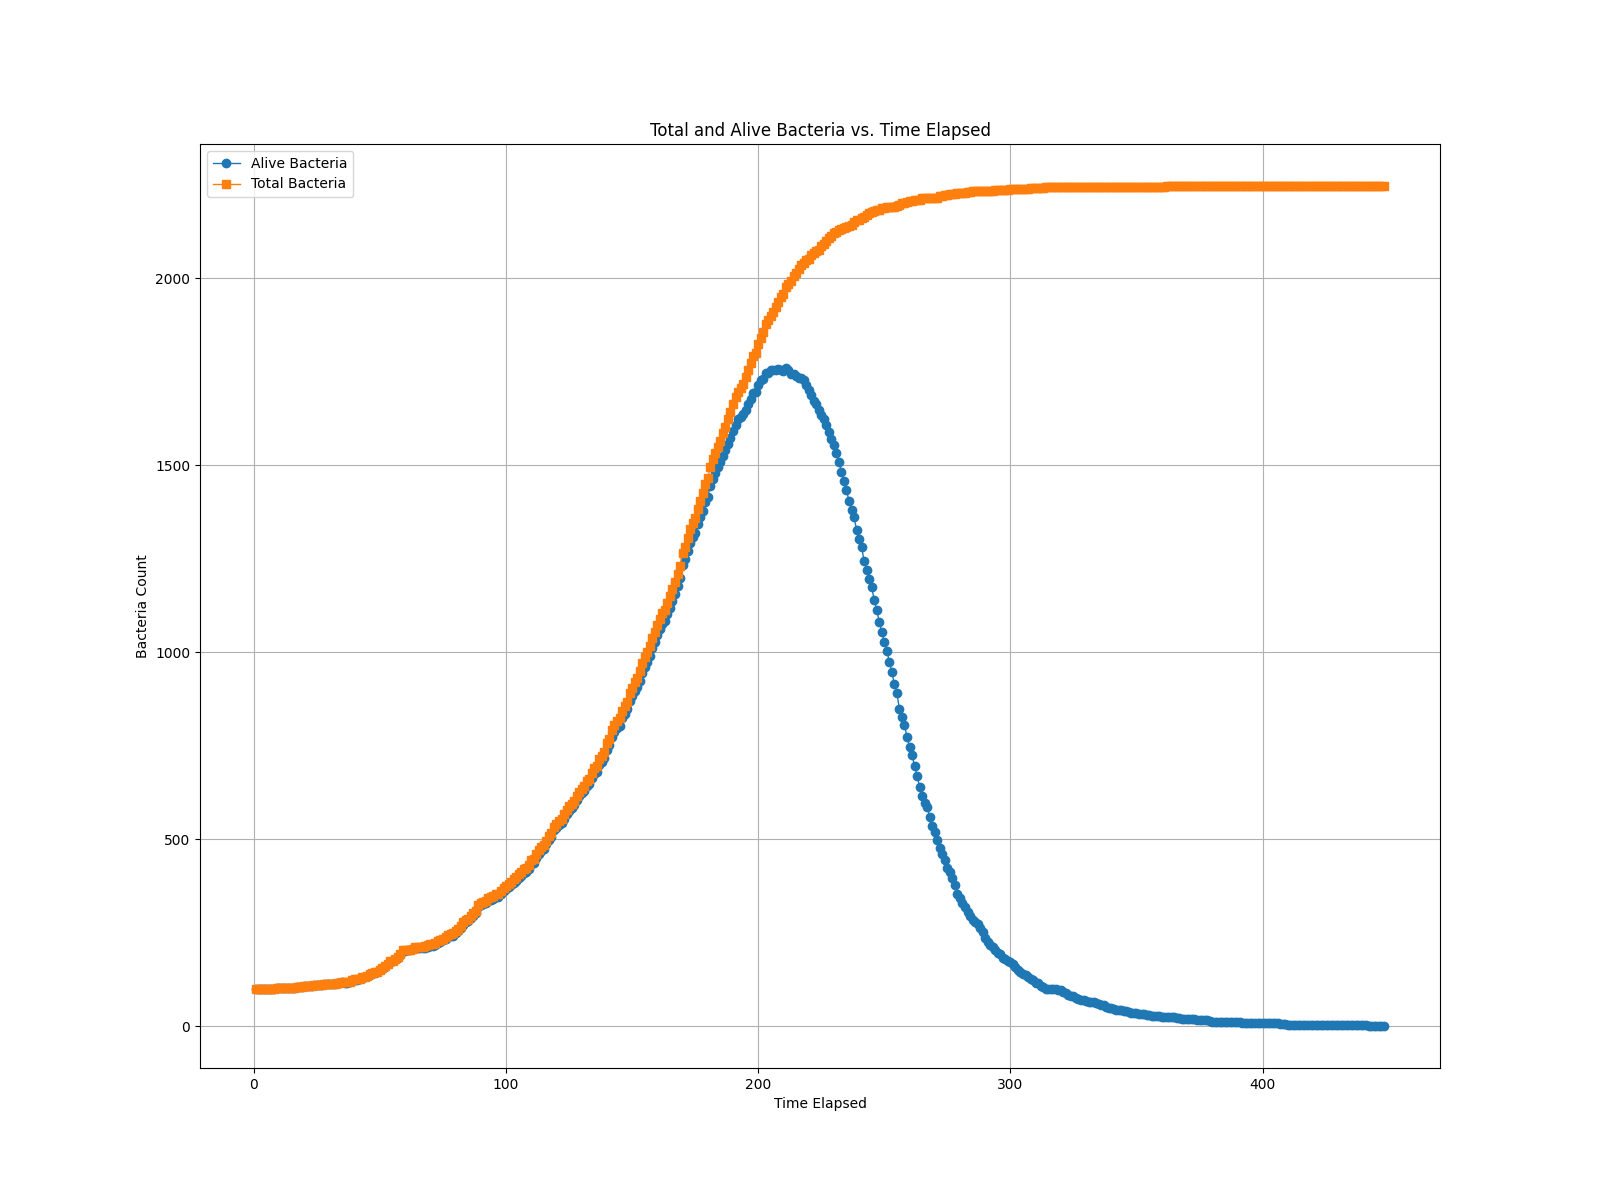 Total and Alive Bacteria vs. Time Elapsed
Alive Bacteria
Total Bacteria
2000
1500
1000
500
0
Bacteria Count
0 100 200 300 400
Time Elapsed